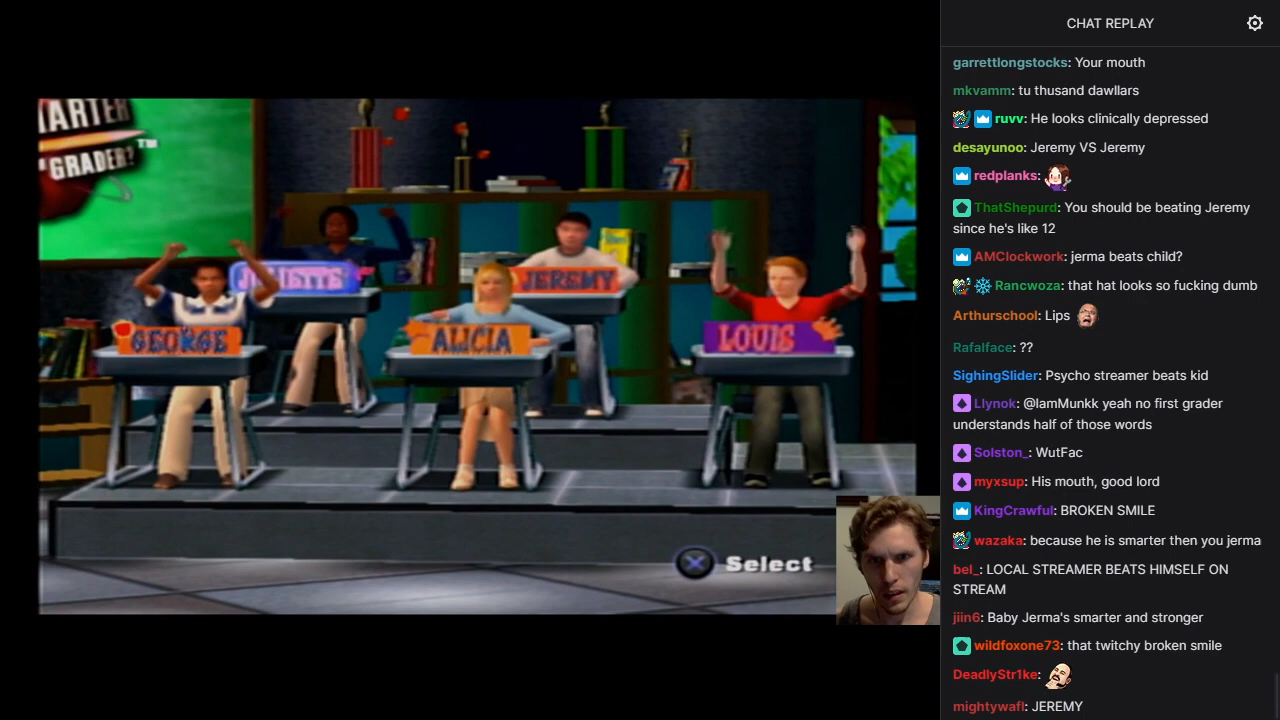 CHAT REPLAY
garrettlongstocks: Your mouth
mkvamm: tu thusand dawllars
ruvv: He looks clinically depressed
desayunoo: Jeremy VS Jeremy
redplanks:
ThatShepurd: You should be beating Jeremy
since he's like 12
AMClockwork: jerma beats child?
Rancwoza: that hat looks so fucking dumb
Arthurschool: Lips
Rafalface: ??
SighingSlider: Psycho streamer beats kid
Llynok: @IamMunkk yeah no first grader
understands half of those words
Solston_: WutFac
myxsup: His mouth, good lord
KingCrawful: BROKEN SMILE
wazaka: because he is smarter then you jerma
bel_: LOCAL STREAMER BEATS HIMSELF ON
STREAM
jiin6: Baby Jerma's smarter and stronger
wildfoxone73: that twitchy broken smile
DeadlyStr1ke:
mightywafl: JEREMY
GRADER?™
JEREMY
GEORGE
ALICIA
LOUIS
Select